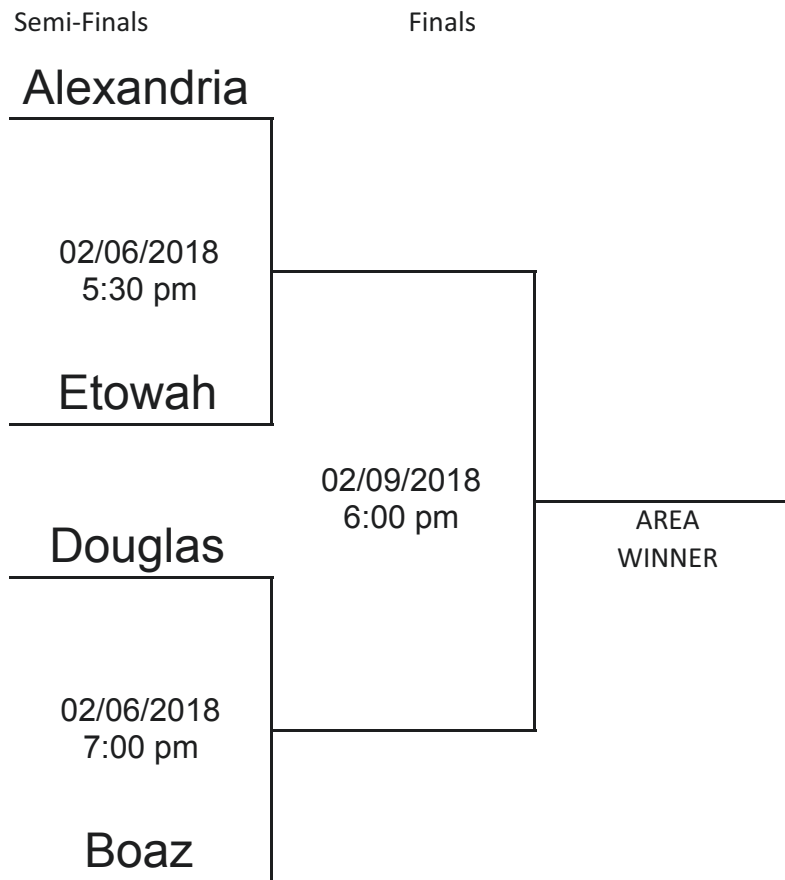 Semi-Finals
Finals
Alexandria
02/06/2018
5:30 pm
Etowah
02/09/2018
6:00 pm
AREA
WINNER
Douglas
02/06/2018
7:00 pm
Boaz